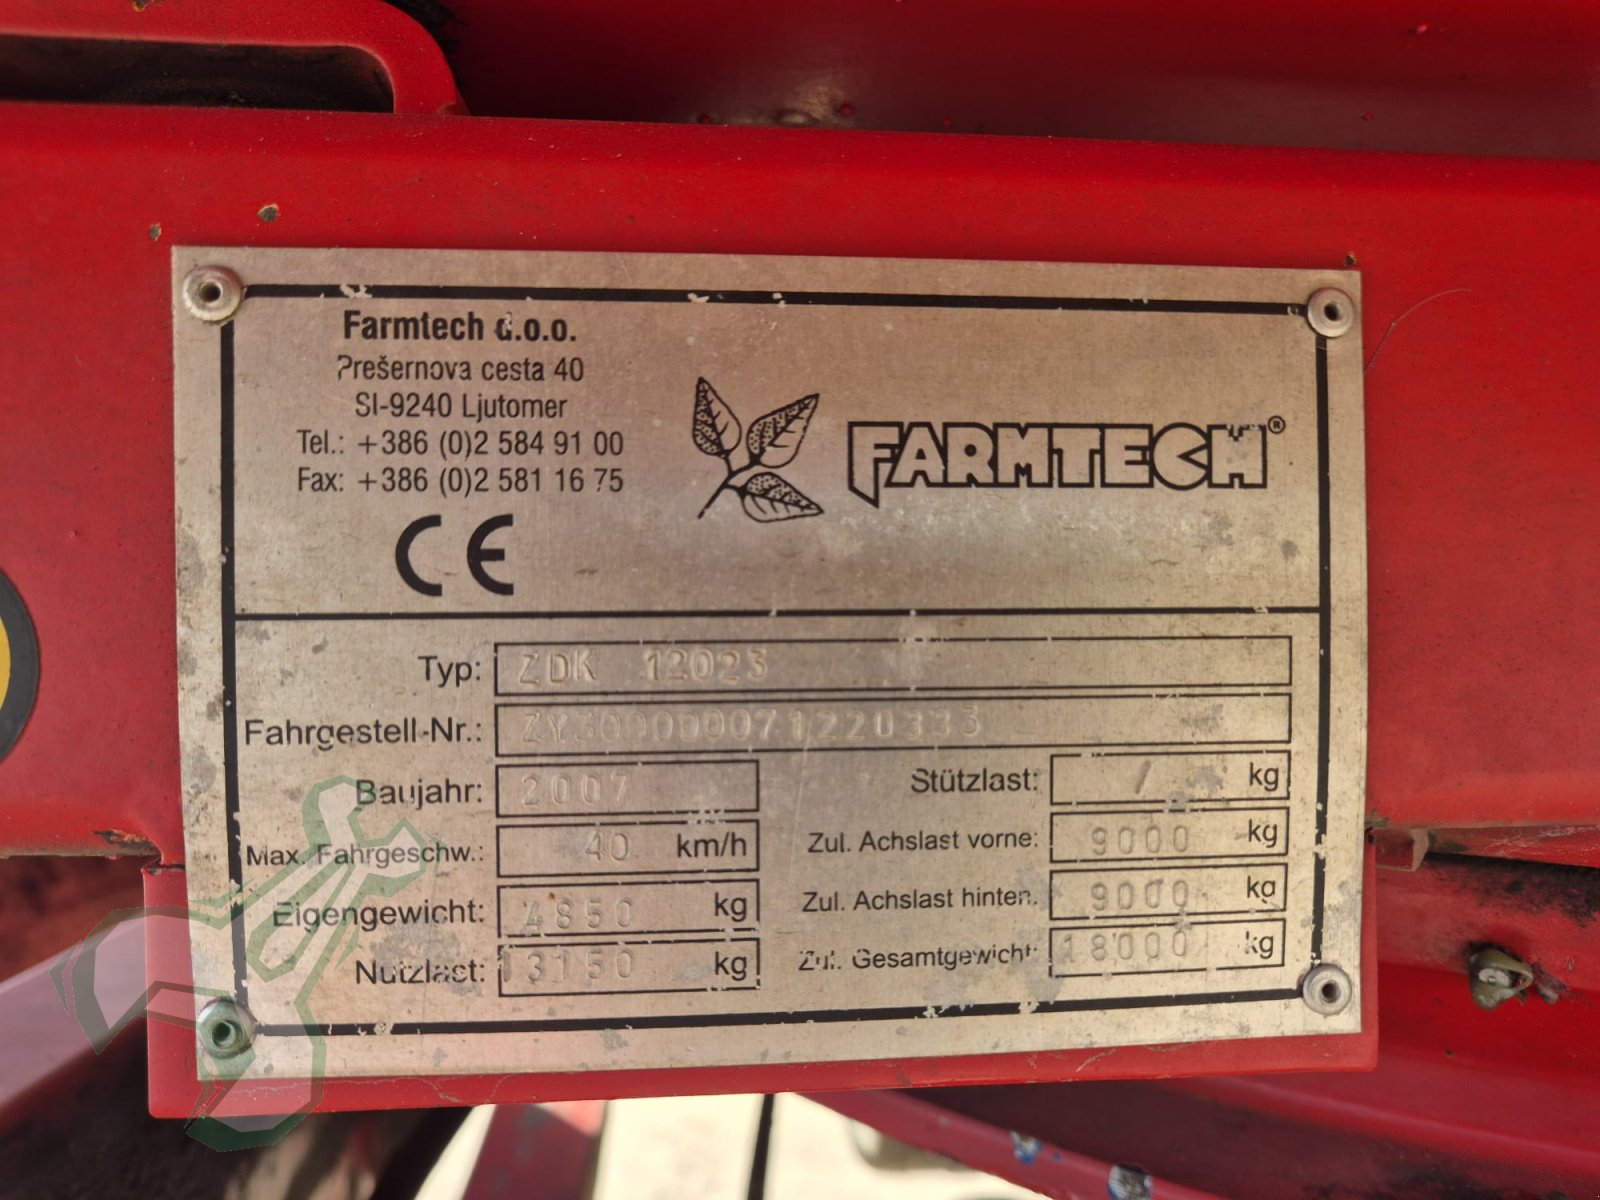 Farmtech d.o.o.
Prešernova cesta 40
SI-9240 Ljutomer
Tel.: +386 (0)2 584 91 00
Fax: +386 (0)2 581 16 75
CE
FARMTECH®
Typ: ZDK 12023
Fahrgestell-Nr.: ZY30000071220333
Baujahr: 2007
Stützlast: / kg
Max. Fahrgeschw.: 40 km/h
Zul. Achslast vorne: 9000 kg
Eigengewicht: 4850 kg
Zul. Achslast hinten: 9000 kg
Nutzlast: 13150 kg
Zul. Gesamtgewicht: 18000 kg